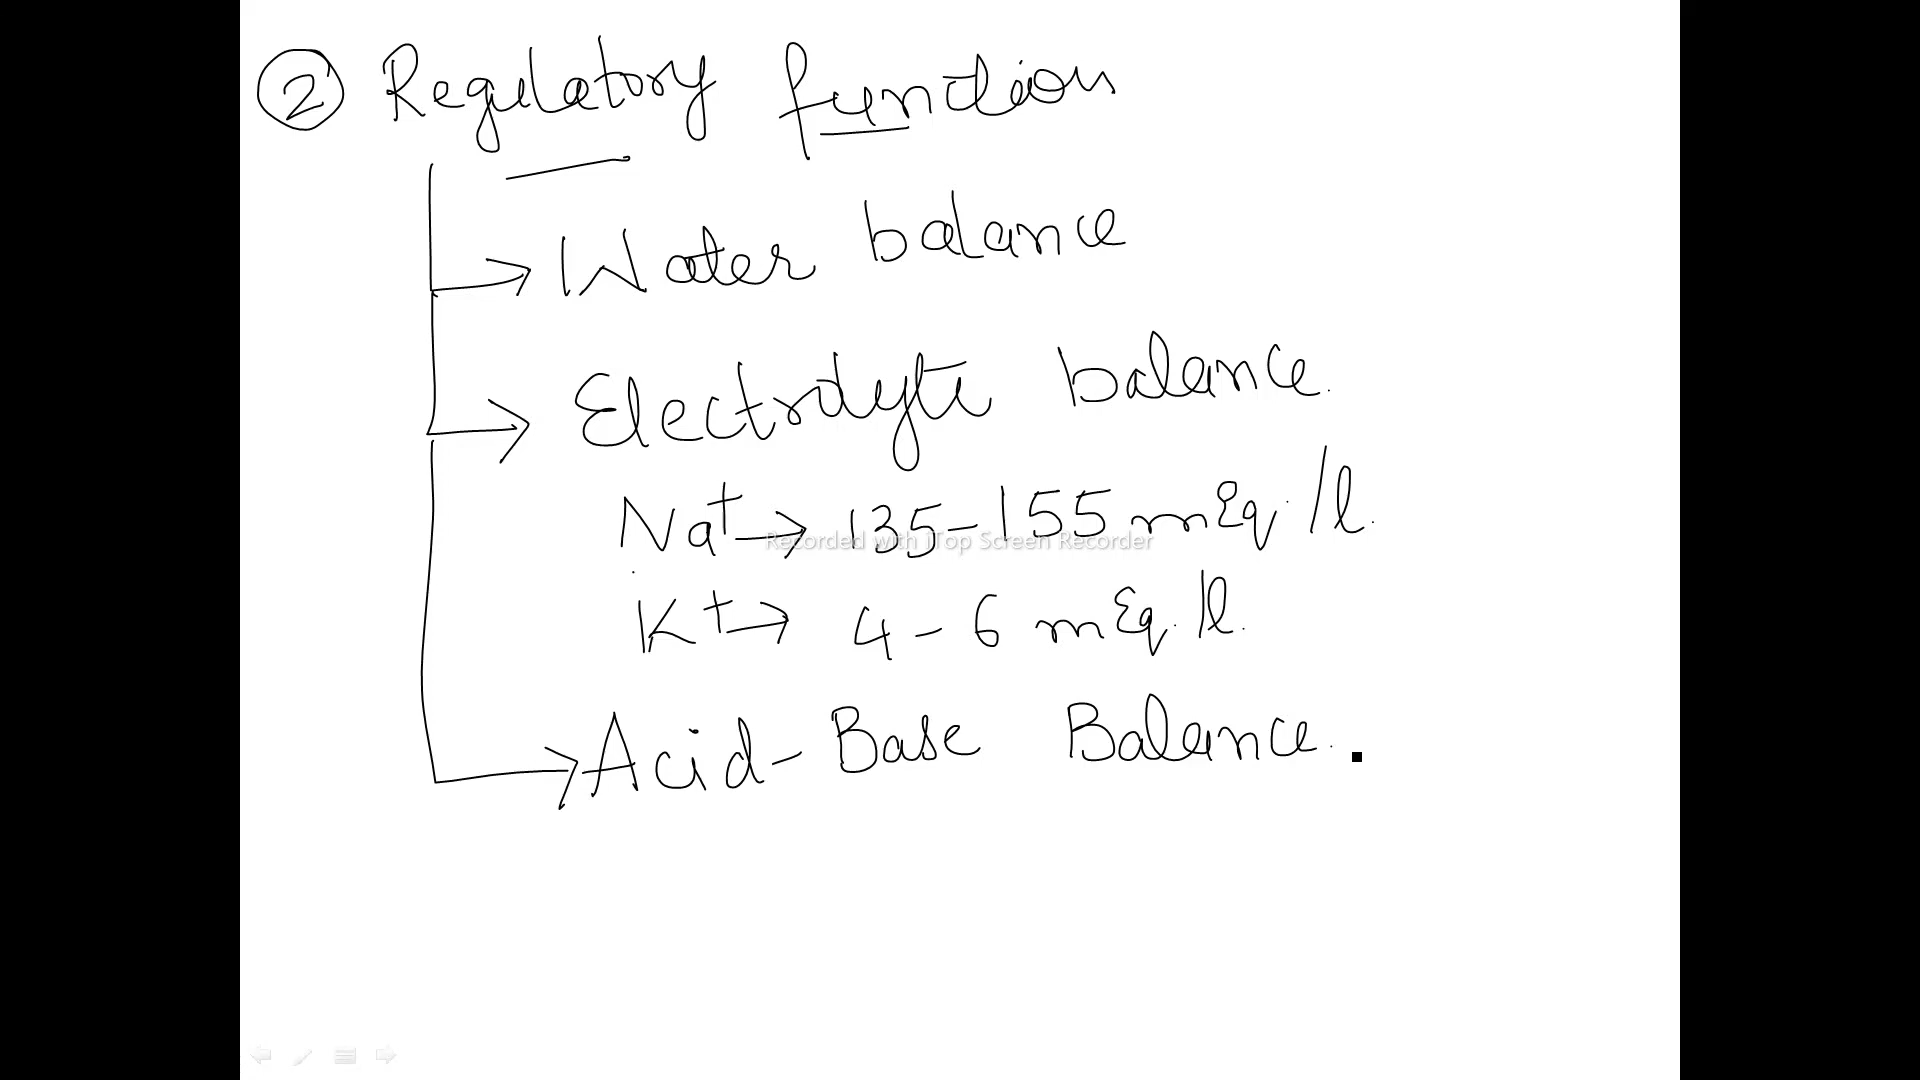 ② Regulatory function
→ Water balance
→ Electrolyte balance.
Na⁺ → 135-155 mEq/l.
K⁺ → 4-6 mEq/l.
→ Acid-Base Balance.
Recorded with iTop Screen Recorder